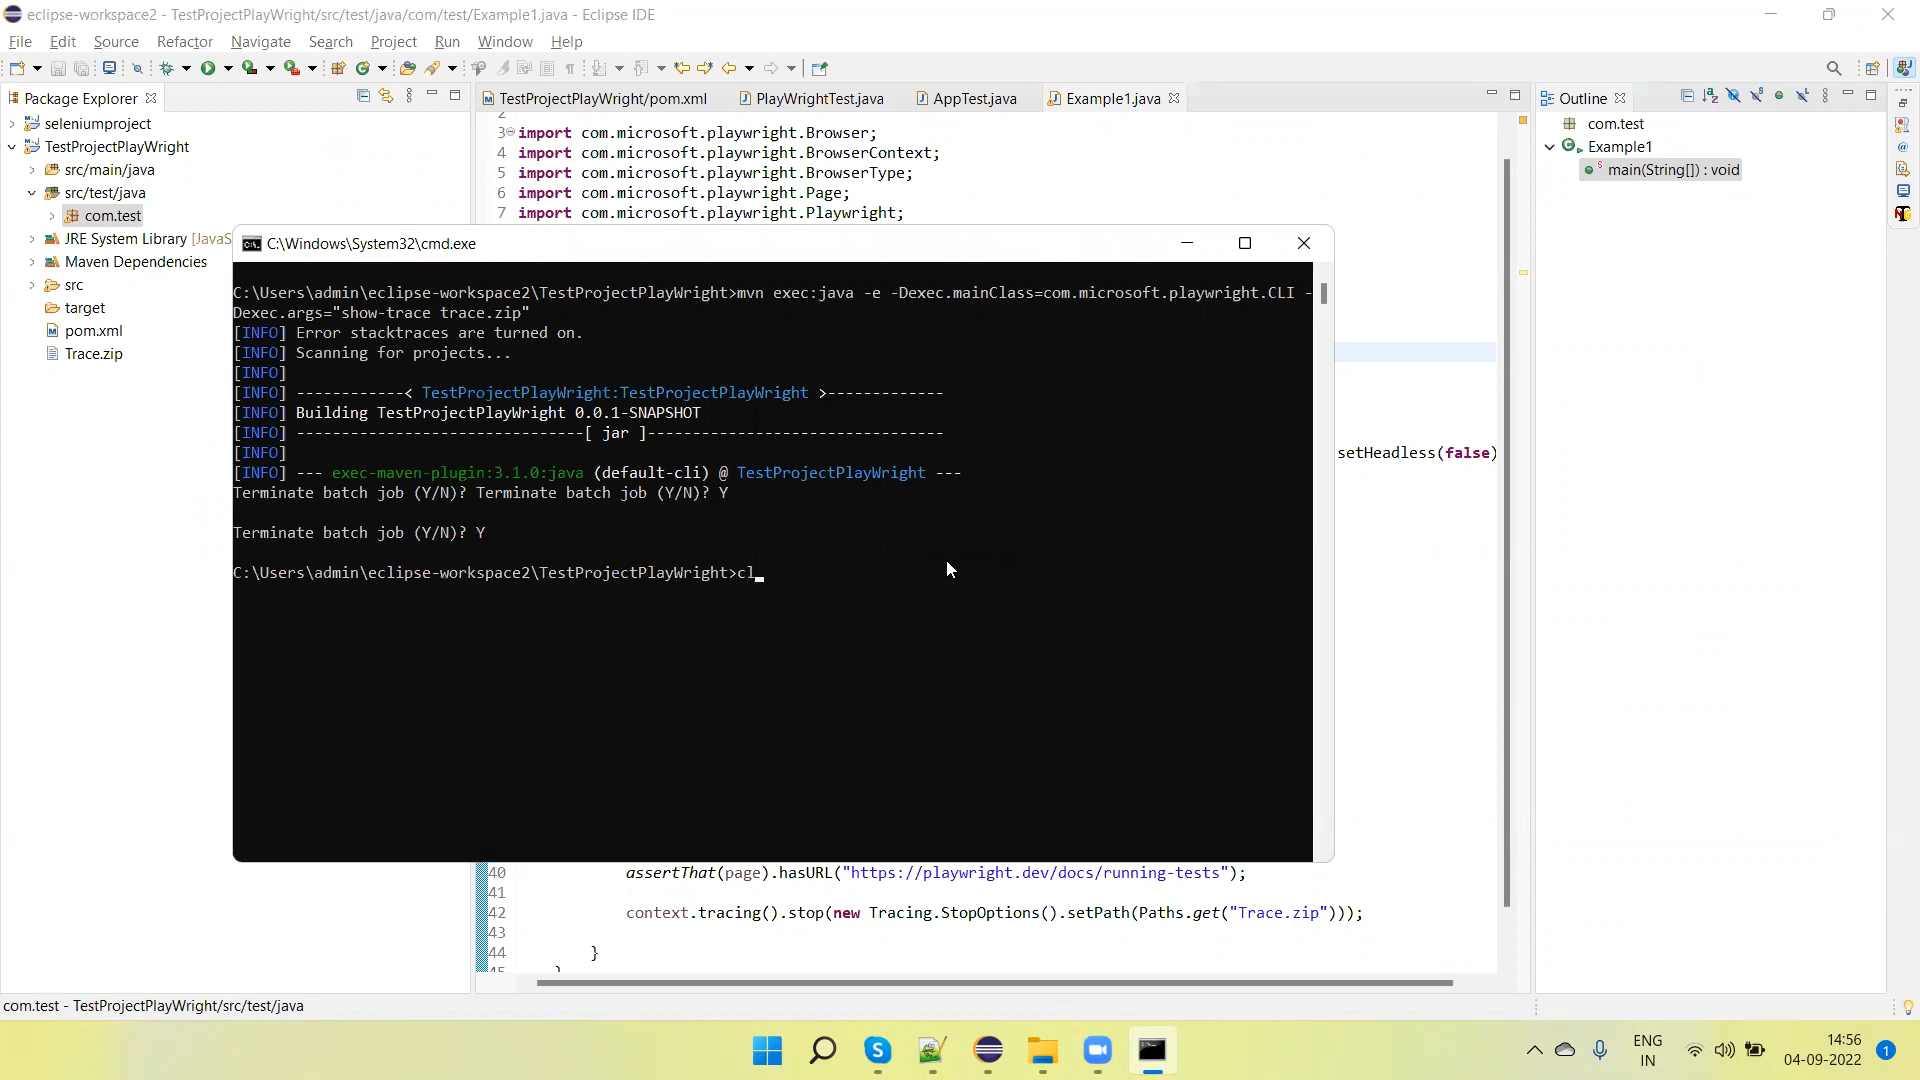 eclipse-workspace2 - TestProjectPlayWright/src/test/java/com/test/Example1.java - Eclipse IDE
File Edit Source Refactor Navigate Search Project Run Window Help
Package Explorer
seleniumproject
TestProjectPlayWright
src/main/java
src/test/java
com.test
JRE System Library [JavaS
Maven Dependencies
src
target
pom.xml
Trace.zip
TestProjectPlayWright/pom.xml PlayWrightTest.java AppTest.java Example1.java
3 import com.microsoft.playwright.Browser;
4 import com.microsoft.playwright.BrowserContext;
5 import com.microsoft.playwright.BrowserType;
6 import com.microsoft.playwright.Page;
7 import com.microsoft.playwright.Playwright;
setHeadless(false)
C:\Windows\System32\cmd.exe
C:\Users\admin\eclipse-workspace2\TestProjectPlayWright>mvn exec:java -e -Dexec.mainClass=com.microsoft.playwright.CLI -
Dexec.args="show-trace trace.zip"
[INFO] Error stacktraces are turned on.
[INFO] Scanning for projects...
[INFO]
[INFO] ------------< TestProjectPlayWright:TestProjectPlayWright >-------------
[INFO] Building TestProjectPlayWright 0.0.1-SNAPSHOT
[INFO] --------------------------------[ jar ]---------------------------------
[INFO]
[INFO] --- exec-maven-plugin:3.1.0:java (default-cli) @ TestProjectPlayWright ---
Terminate batch job (Y/N)? Terminate batch job (Y/N)? Y
Terminate batch job (Y/N)? Y
C:\Users\admin\eclipse-workspace2\TestProjectPlayWright>cl_
40 assertThat(page).hasURL("https://playwright.dev/docs/running-tests");
41
42 context.tracing().stop(new Tracing.StopOptions().setPath(Paths.get("Trace.zip")));
43
44 }
Outline
com.test
Example1
main(String[]) : void
com.test - TestProjectPlayWright/src/test/java
ENG
IN
14:56
04-09-2022
1